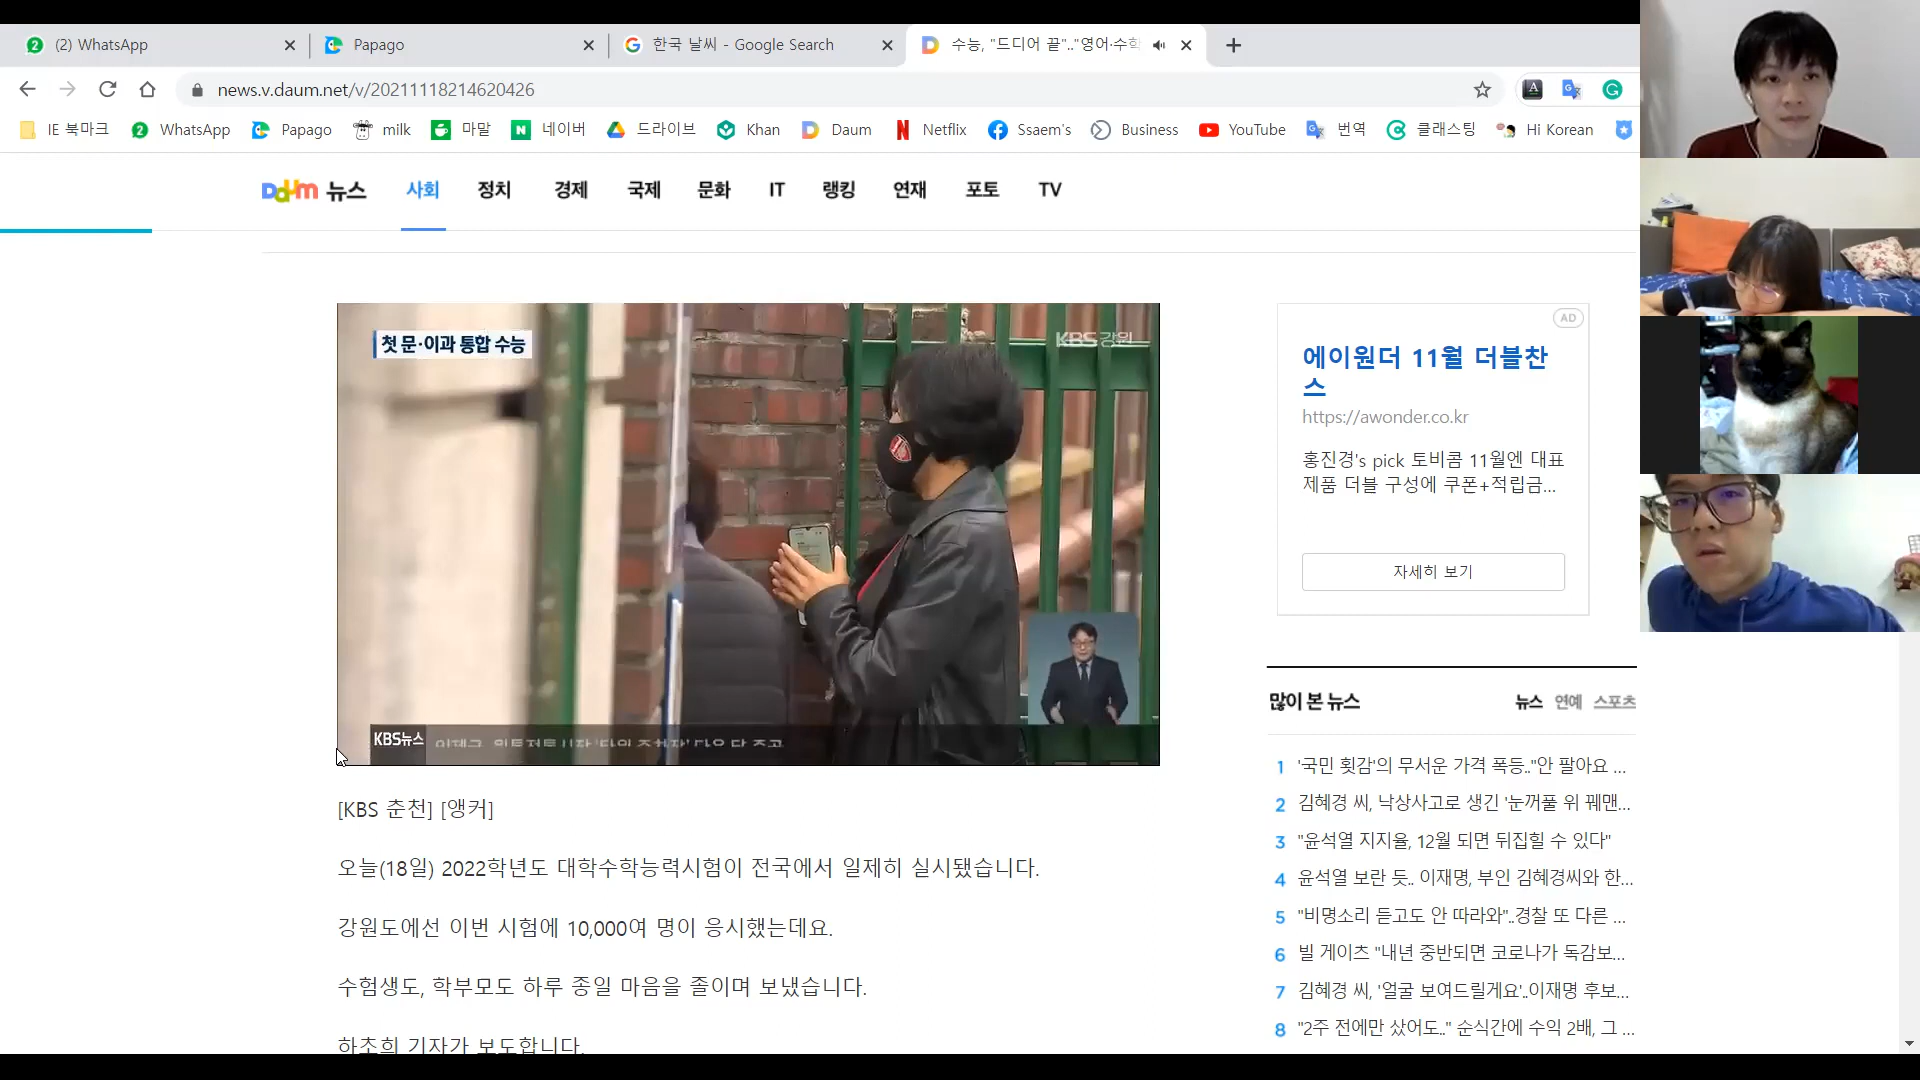 (2) WhatsApp
Papago
한국 날씨 - Google Search
수능, "드디어 끝".."영어·수학
news.v.daum.net/v/20211118214620426
IE 북마크
WhatsApp
Papago
milk
마말
네이버
드라이브
Khan
Daum
Netflix
Ssaem's
Business
YouTube
번역
클래스팅
Hi Korean
Daum 뉴스
사회
정치
경제
국제
문화
IT
랭킹
연재
포토
TV
첫 문·이과 통합 수능
KBS 강원
KBS뉴스
[KBS 춘천] [앵커]
오늘(18일) 2022학년도 대학수학능력시험이 전국에서 일제히 실시됐습니다.
강원도에선 이번 시험에 10,000여 명이 응시했는데요.
수험생도, 학부모도 하루 종일 마음을 졸이며 보냈습니다.
하초희 기자가 보도합니다.
AD
에이원더 11월 더블찬
스
https://awonder.co.kr
홍진경's pick 토비콤 11월엔 대표
제품 더블 구성에 쿠폰+적립금...
자세히 보기
많이 본 뉴스
뉴스 연예 스포츠
1 '국민 횟감'의 무서운 가격 폭등.."안 팔아요 ...
2 김혜경 씨, 낙상사고로 생긴 '눈꺼풀 위 꿰맨...
3 "윤석열 지지율, 12월 되면 뒤집힐 수 있다"
4 윤석열 보란 듯.. 이재명, 부인 김혜경씨와 한...
5 "비명소리 듣고도 안 따라와"..경찰 또 다른 ...
6 빌 게이츠 "내년 중반되면 코로나가 독감보...
7 김혜경 씨, '얼굴 보여드릴게요'..이재명 후보...
8 "2주 전에만 샀어도.." 순식간에 수익 2배, 그 ...